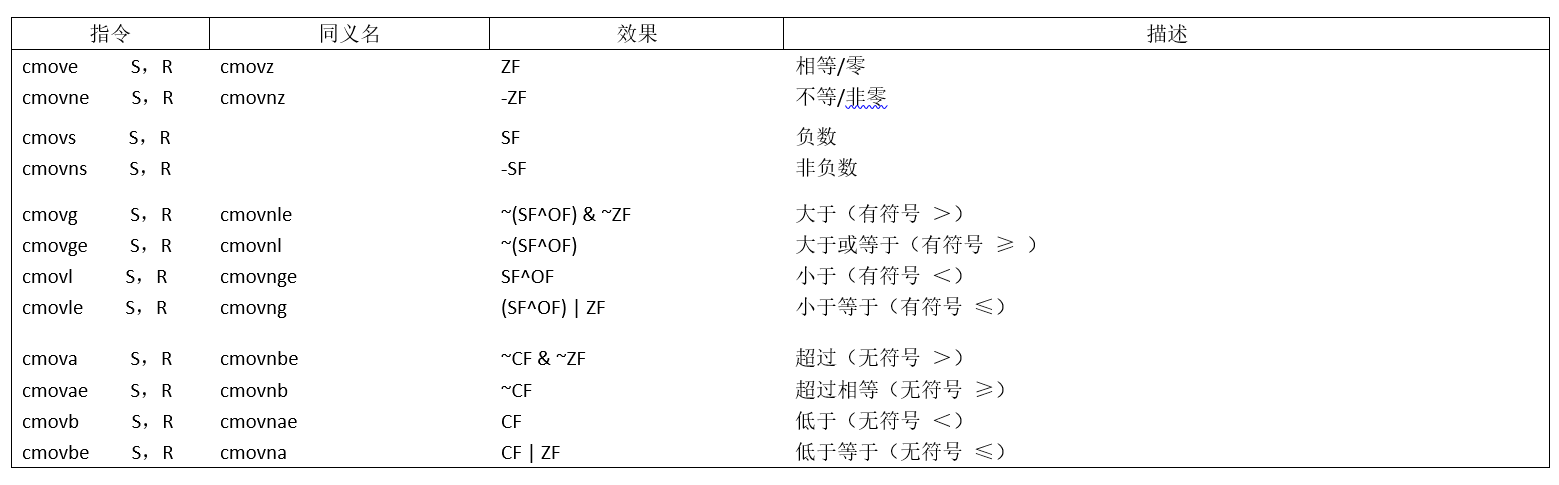 指令 同义名 效果 描述
cmove S，R cmovz ZF 相等/零
cmovne S，R cmovnz -ZF 不等/非零
cmovs S，R SF 负数
cmovns S，R -SF 非负数
cmovg S，R cmovnle ~(SF^OF) & ~ZF 大于（有符号 ＞）
cmovge S，R cmovnl ~(SF^OF) 大于或等于（有符号 ≥ ）
cmovl S，R cmovnge SF^OF 小于（有符号 ＜）
cmovle S，R cmovng (SF^OF) | ZF 小于等于（有符号 ≤）
cmova S，R cmovnbe ~CF & ~ZF 超过（无符号 ＞）
cmovae S，R cmovnb ~CF 超过相等（无符号 ≥）
cmovb S，R cmovnae CF 低于（无符号 ＜）
cmovbe S，R cmovna CF | ZF 低于等于（无符号 ≤）